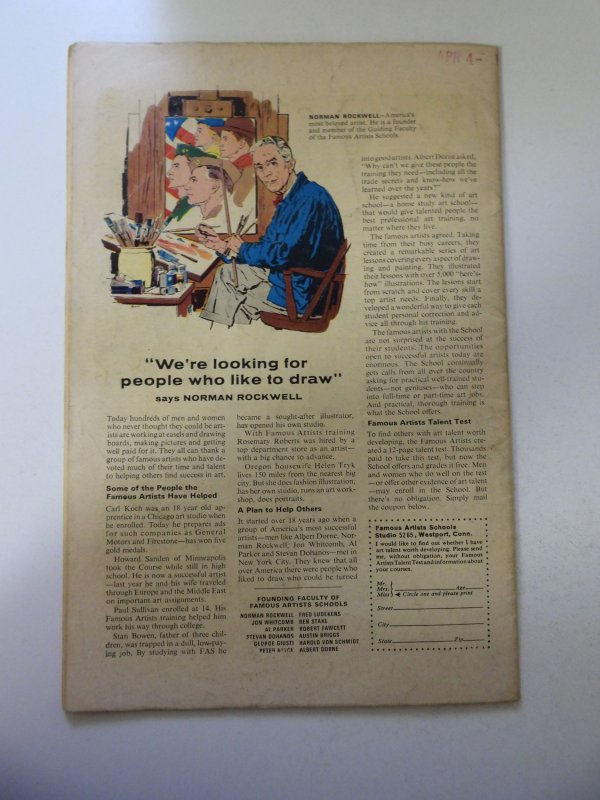 APR 4-
NORMAN ROCKWELL—America's
most beloved artist. He is a founder
and member of the Guiding Faculty
of the Famous Artists Schools.
"We're looking for
people who like to draw"
says NORMAN ROCKWELL
Today hundreds of men and women
who never thought they could be art-
ists are working at easels and drawing
boards, making pictures and getting
well paid for it. They all can thank a
group of famous artists who have de-
voted much of their time and talent
to helping others find success in art.
Some of the People the
Famous Artists Have Helped
Carl Koch was an 18 year old ap-
prentice in a Chicago art studio when
he enrolled. Today he prepares ads
for such companies as General
Motors and Firestone—has won five
gold medals.
Howard Sanden of Minneapolis
took the Course while still in high
school. He is now a successful artist
—last year he and his wife traveled
through Europe and the Middle East
on important art assignments.
Paul Sullivan enrolled at 14. His
Famous Artists training helped him
work his way through college.
Stan Bowen, father of three chil-
dren, was trapped in a dull, low-pay-
ing job. By studying with FAS he
became a sought-after illustrator,
has opened his own studio.
With Famous Artists training
Rosemary Roberts was hired by a
top department store as an artist—
with a big chance to advance.
Oregon housewife Helen Tryk
lives 150 miles from the nearest big
city. But she does fashion illustration,
has her own studio, runs an art work-
shop, does portraits.
A Plan to Help Others
It started over 18 years ago when a
group of America's most successful
artists—men like Albert Dorne, Nor-
man Rockwell, Jon Whitcomb, Al
Parker and Stevan Dohanos—met in
New York City. They knew that all
over America there were people who
liked to draw who could be turned
into good artists. Albert Dorne asked,
"Why can't we give these people the
training they need—including all the
trade secrets and know-how we've
learned over the years?"
He suggested a new kind of art
school—a home study art school—
that would give talented people the
best professional art training, no
matter where they live.
The famous artists agreed. Taking
time from their busy careers, they
created a remarkable series of art
lessons covering every aspect of draw-
ing and painting. They illustrated
their lessons with over 5,000 "here's-
how" illustrations. The lessons start
from scratch and cover every skill a
top artist needs. Finally, they de-
veloped a wonderful way to give each
student personal correction and ad-
vice all through his training.
The famous artists with the School
are not surprised at the success of
their students. The opportunities
open to successful artists today are
enormous. The School continually
gets calls from all over the country
asking for practical well-trained stu-
dents—not geniuses—who can step
into full-time or part-time art jobs.
And practical, thorough training is
what the School offers.
Famous Artists Talent Test
To find others with art talent worth
developing, the Famous Artists cre-
ated a 12-page talent test. Thousands
paid to take this test, but now the
School offers and grades it free. Men
and women who do well on the test
—or offer other evidence of art talent
—may enroll in the School. But
there's no obligation. Simply mail
the coupon below.
FOUNDING FACULTY OF
FAMOUS ARTISTS SCHOOLS
NORMAN ROCKWELL FRED LUDEKENS
JON WHITCOMB BEN STAHL
AL PARKER ROBERT FAWCETT
STEVAN DOHANOS AUSTIN BRIGGS
GEORGE GIUSTI HAROLD VON SCHMIDT
PETER HELCK ALBERT DORNE
Famous Artists Schools
Studio 5265, Westport, Conn.
I would like to find out whether I have
art talent worth developing. Please send
me, without obligation, your Famous
Artists Talent Test and information about
your courses.
Mr.
Mrs. Age
Miss Circle one and please print
Street
City
State Zip